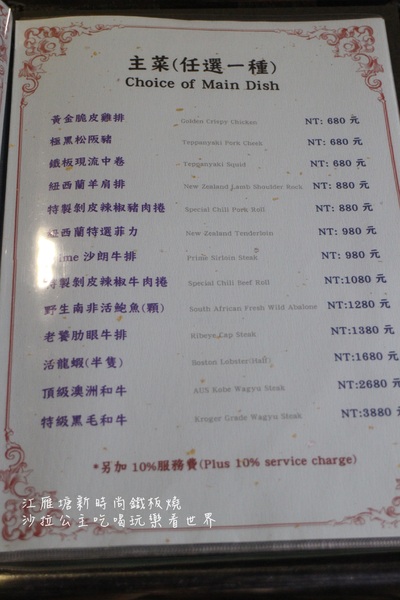 主菜(任選一種)
Choice of Main Dish
黃金脆皮雞排 Golden Crispy Chicken NT: 680 元
極黑松阪豬 Teppanyaki Pork Cheek NT: 680 元
鐵板現流中卷 Teppanyaki Squid NT: 680 元
紐西蘭羊肩排 New Zealand Lamb Shoulder Rack NT: 880 元
特製剝皮辣椒豬肉捲 Special Chili Pork Roll NT: 880 元
紐西蘭特選菲力 New Zealand Tenderloin NT: 980 元
Prime 沙朗牛排 Prime Sirloin Steak NT: 980 元
特製剝皮辣椒牛肉捲 Special Chili Beef Roll NT:1080 元
野生南非活鮑魚(顆) South African Fresh Wild Abalone NT:1280 元
老饕肋眼牛排 Ribeye Cap Steak NT:1380 元
活龍蝦(半隻) Boston Lobster(Half) NT:1680 元
頂級澳洲和牛 AUS Kobe Wagyu Steak NT:2680 元
特級黑毛和牛 Kroger Grade Wagyu Steak NT:3880 元
*另加 10%服務費(Plus 10% service charge)
江雁塘新時尚鐵板燒
沙拉公主吃喝玩樂看世界